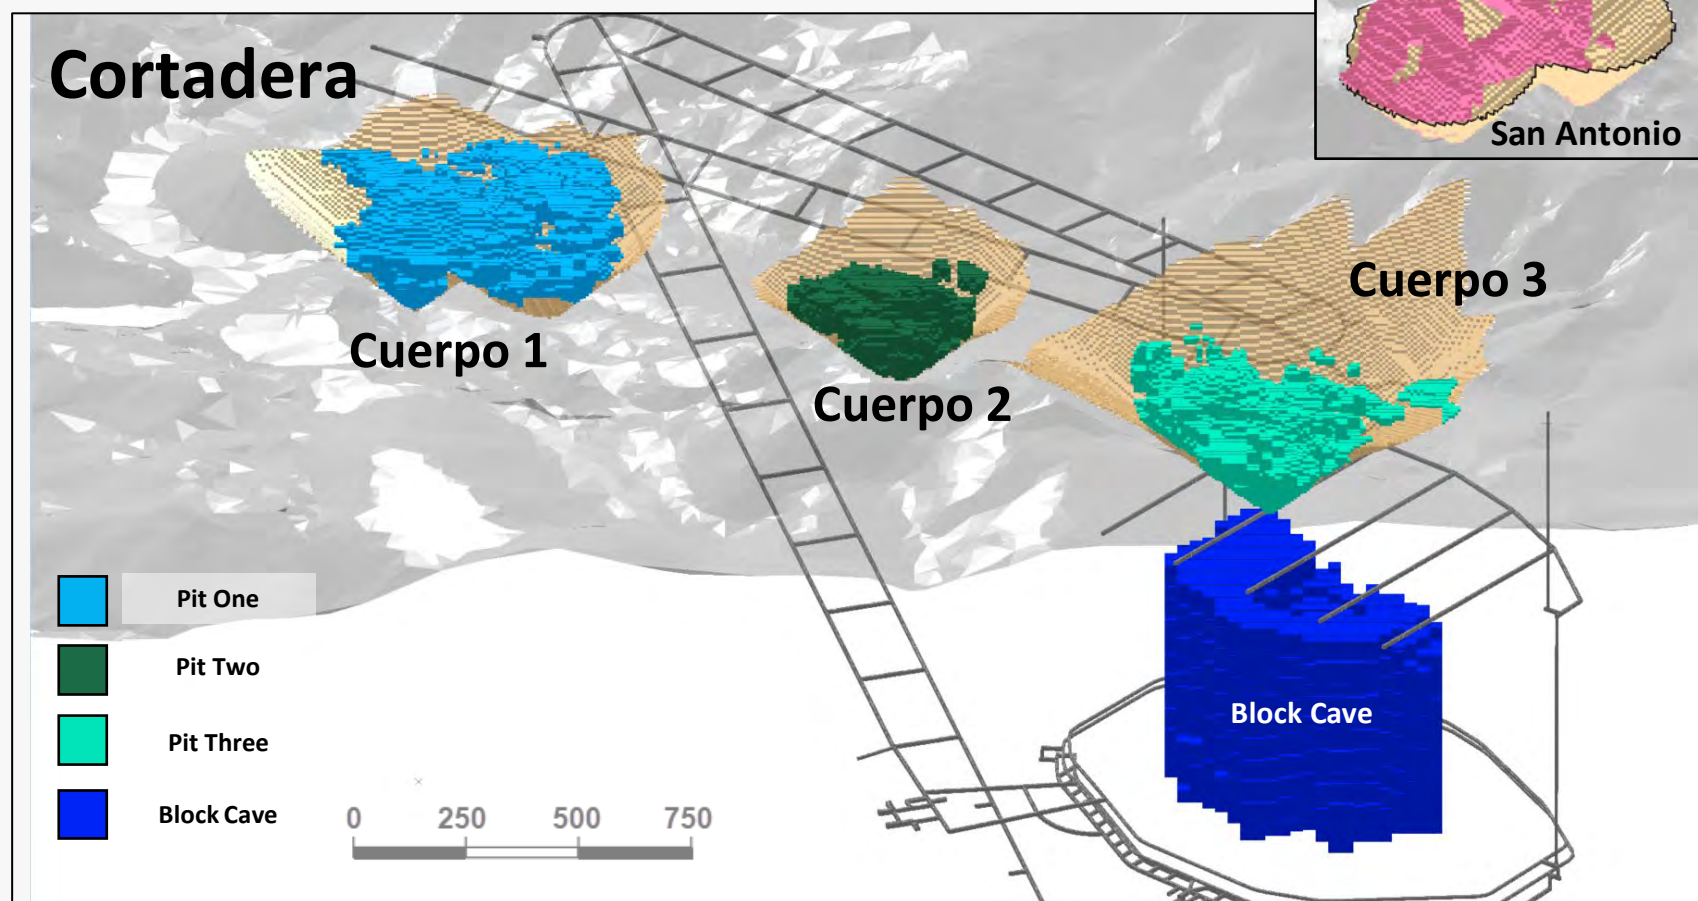 Cortadera
San Antonio
Cuerpo 3
Cuerpo 1
Cuerpo 2
Pit One
Pit Two
Block Cave
Pit Three
Block Cave
0 250 500 750